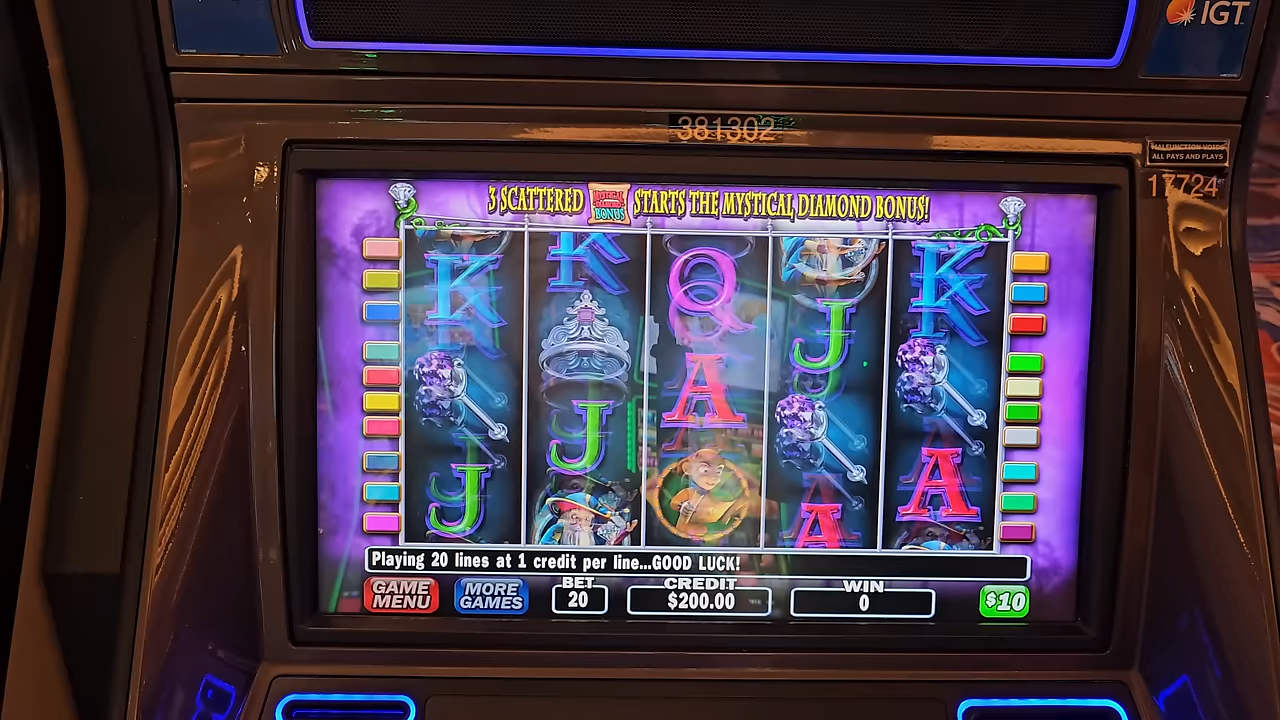 IGT
381302
MALFUNCTION VOIDS
ALL PAYS AND PLAYS
17724
3 SCATTERED MYSTICAL DIAMOND BONUS STARTS THE MYSTICAL DIAMOND BONUS!
K K Q J K
A
J J A A
Playing 20 lines at 1 credit per line...GOOD LUCK!
GAME MENU
MORE GAMES
BET
20
CREDIT
$200.00
WIN
0
$10